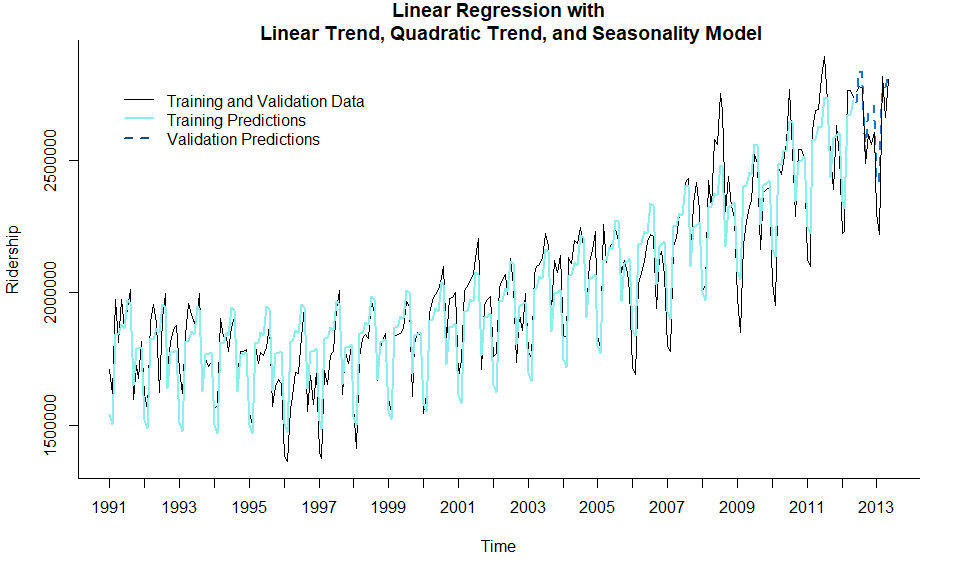 Linear Regression with
Linear Trend, Quadratic Trend, and Seasonality Model
Training and Validation Data
Training Predictions
Validation Predictions
Ridership
2500000
2000000
1500000
1991 1993 1995 1997 1999 2001 2003 2005 2007 2009 2011 2013
Time